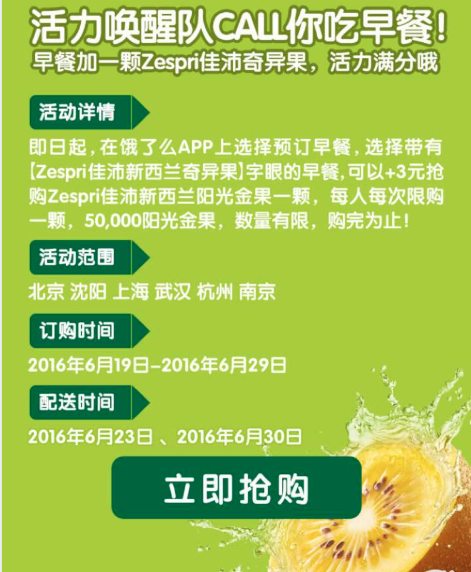 活力唤醒队CALL你吃早餐!
早餐加一颗Zespri佳沛奇异果，活力满分哦
活动详情
即日起,在饿了么APP上选择预订早餐,选择带有
【Zespri佳沛新西兰奇异果】字眼的早餐,可以+3元抢
购Zespri佳沛新西兰阳光金果一颗，每人每次限购
一颗，50,000阳光金果，数量有限，购完为止!
活动范围
北京 沈阳 上海 武汉 杭州 南京
订购时间
2016年6月19日–2016年6月29日
配送时间
2016年6月23日、2016年6月30日
立即抢购